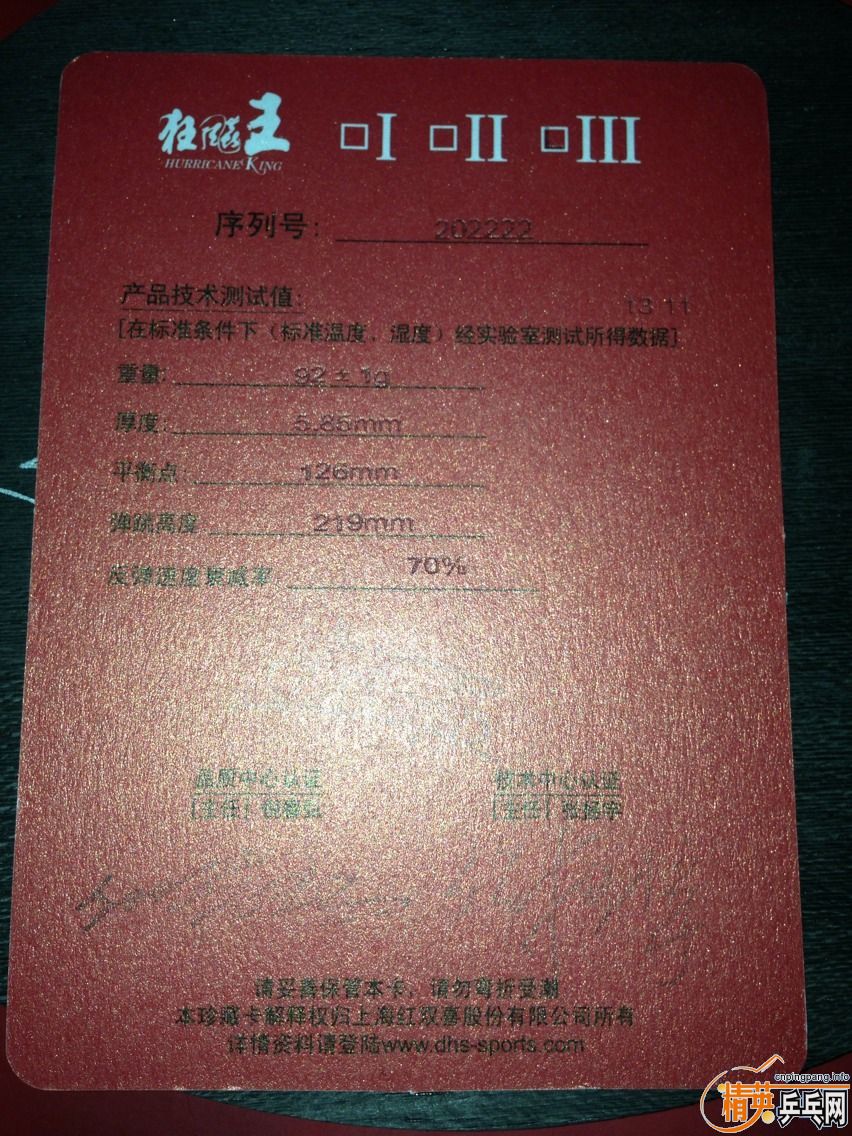 狂飚王 □I □II □III
HURRICANE KING
序列号: 202222
产品技术测试值: 13 11
[在标准条件下（标准温度、湿度）经实验室测试所得数据]
重量: 92 ± 1g
厚度: 5.85mm
平衡点: 126mm
弹跳高度 219mm
反弹速度衰减率: 70%
品质中心认证 技术中心认证
[主任] [主任] 张扬宇
请妥善保管本卡，请勿弯折受潮
本珍藏卡解释权归上海红双喜股份有限公司所有
详情资料请登陆www.dhs-sports.com
cnpingpang.info
精英乒乓网